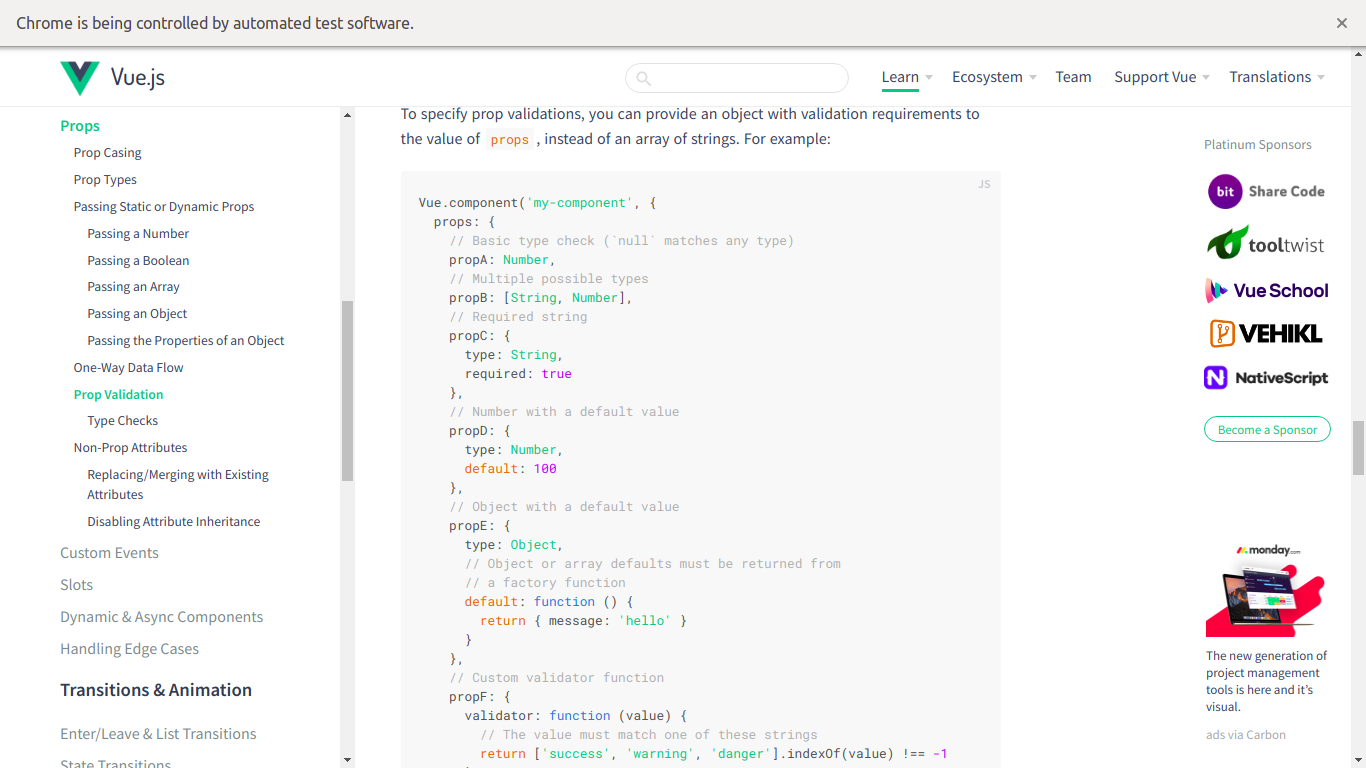 Chrome is being controlled by automated test software.
Vue.js
Learn
Ecosystem
Team
Support Vue
Translations
Props
Prop Casing
Prop Types
Passing Static or Dynamic Props
Passing a Number
Passing a Boolean
Passing an Array
Passing an Object
Passing the Properties of an Object
One-Way Data Flow
Prop Validation
Type Checks
Non-Prop Attributes
Replacing/Merging with Existing
Attributes
Disabling Attribute Inheritance
Custom Events
Slots
Dynamic & Async Components
Handling Edge Cases
Transitions & Animation
Enter/Leave & List Transitions
State Transitions
To specify prop validations, you can provide an object with validation requirements to
the value of props , instead of an array of strings. For example:
JS
Vue.component('my-component', {
  props: {
    // Basic type check (`null` matches any type)
    propA: Number,
    // Multiple possible types
    propB: [String, Number],
    // Required string
    propC: {
      type: String,
      required: true
    },
    // Number with a default value
    propD: {
      type: Number,
      default: 100
    },
    // Object with a default value
    propE: {
      type: Object,
      // Object or array defaults must be returned from
      // a factory function
      default: function () {
        return { message: 'hello' }
      }
    },
    // Custom validator function
    propF: {
      validator: function (value) {
        // The value must match one of these strings
        return ['success', 'warning', 'danger'].indexOf(value) !== -1
Platinum Sponsors
bit Share Code
tooltwist
Vue School
VEHIKL
NativeScript
Become a Sponsor
monday.com
The new generation of
project management
tools is here and it's
visual.
ads via Carbon